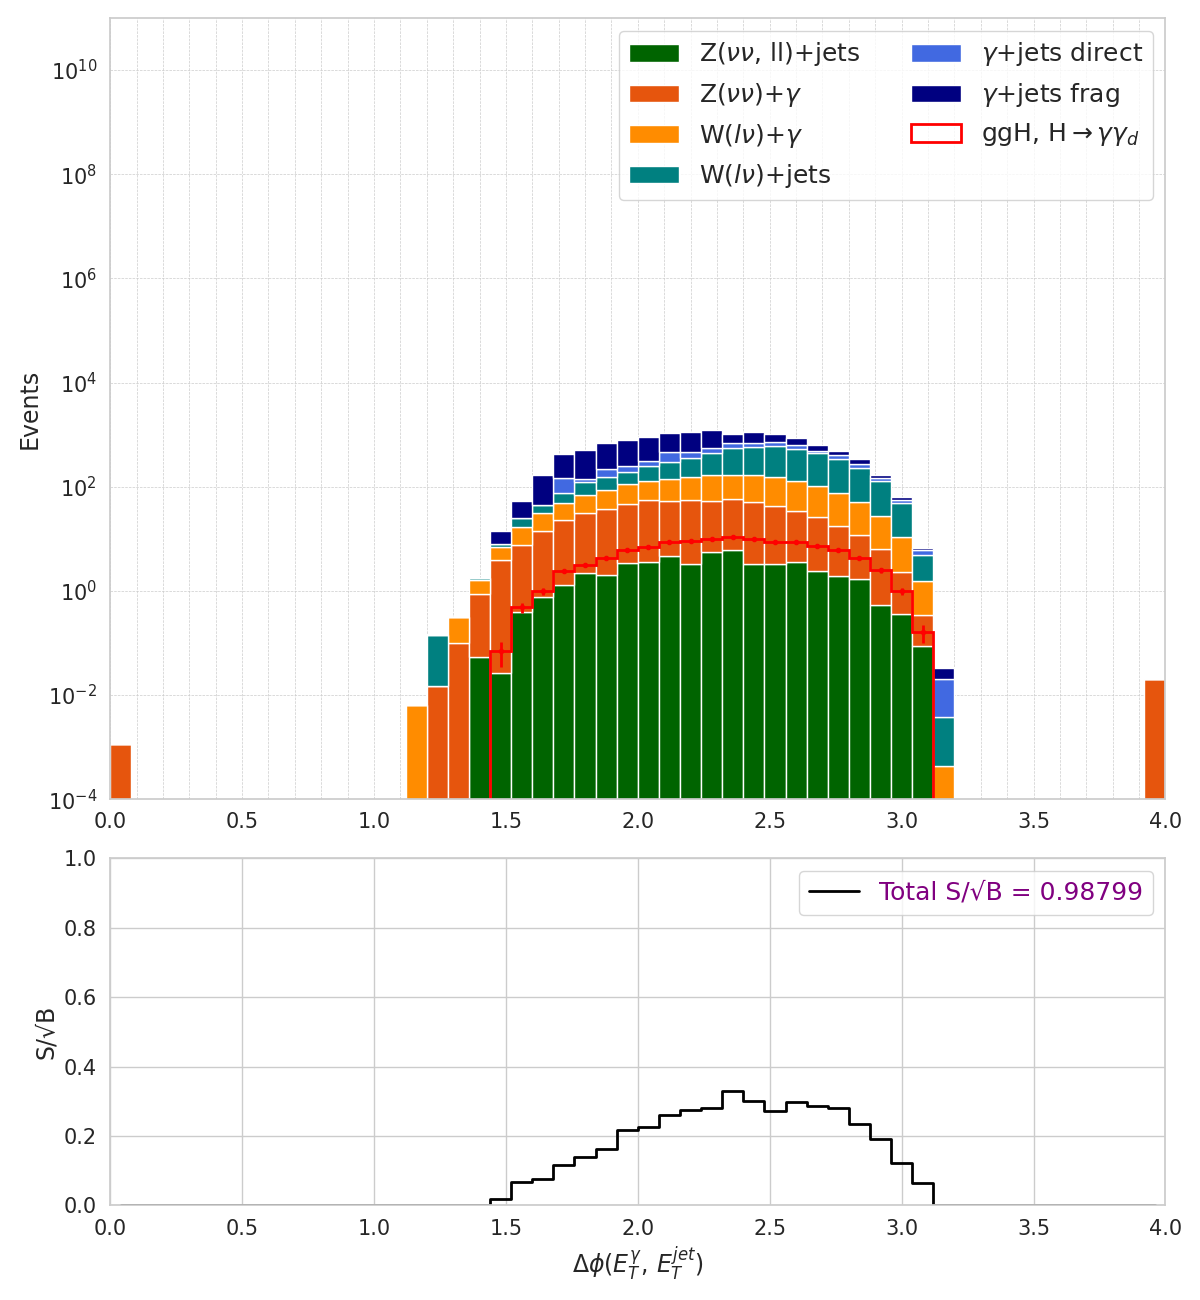 Z(νν, ll)+jets
Z(νν)+γ
W(lν)+γ
W(lν)+jets
γ+jets direct
γ+jets frag
ggH, H→γγ_d
Events
10^10
10^8
10^6
10^4
10^2
10^0
10^−2
10^−4
0.0 0.5 1.0 1.5 2.0 2.5 3.0 3.5 4.0
Total S/√B = 0.98799
S/√B
1.0
0.8
0.6
0.4
0.2
0.0
0.0 0.5 1.0 1.5 2.0 2.5 3.0 3.5 4.0
Δϕ(E_T^γ, E_T^jet)